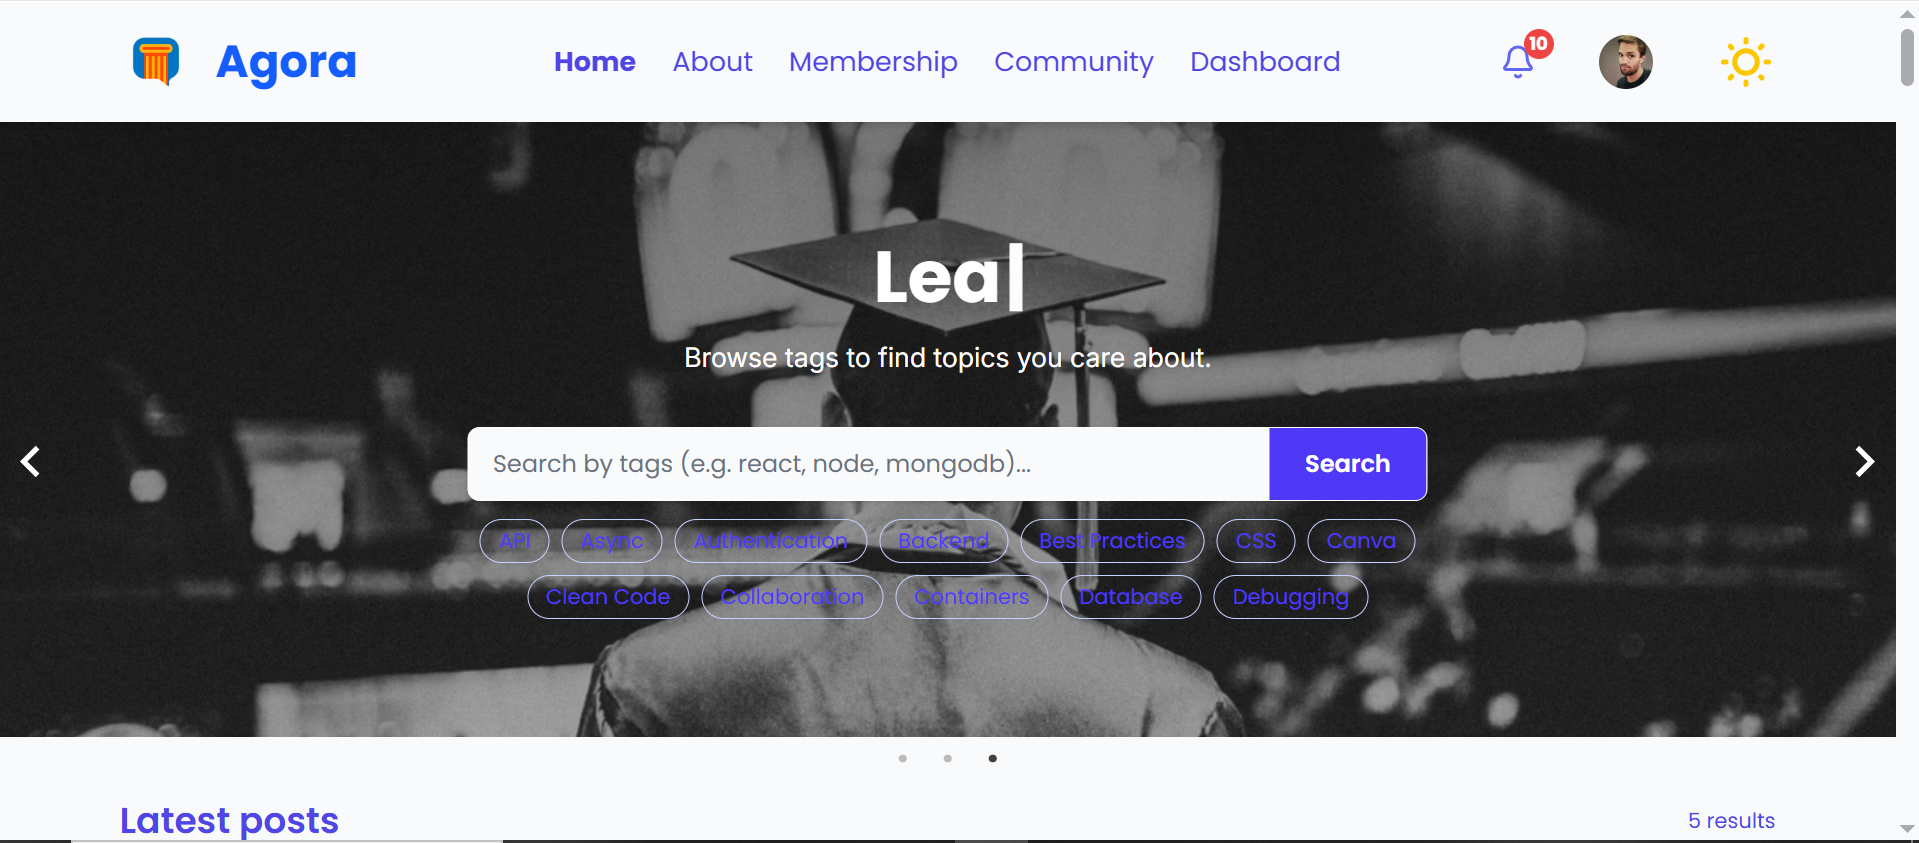 Agora
Home About Membership Community Dashboard
10
Lea|
Browse tags to find topics you care about.
Search by tags (e.g. react, node, mongodb)... Search
API Async Authentication Backend Best Practices CSS Canva
Clean Code Collaboration Containers Database Debugging
Latest posts 5 results